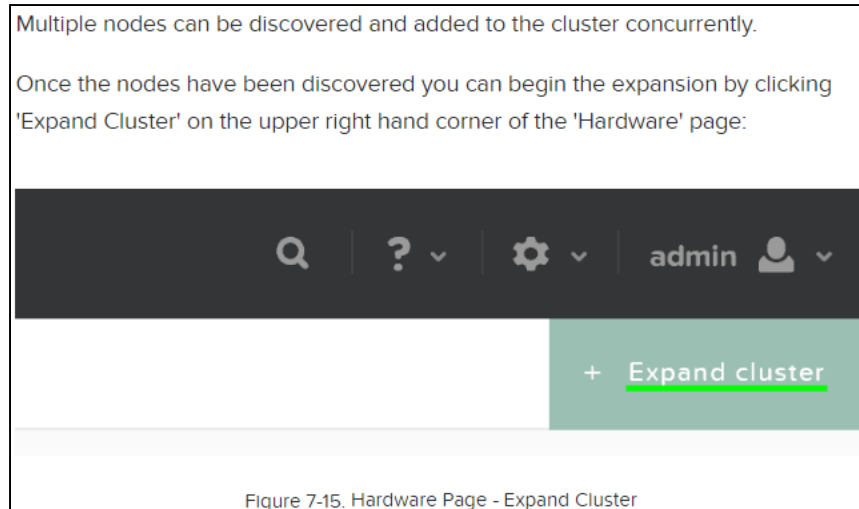 Multiple nodes can be discovered and added to the cluster concurrently.
Once the nodes have been discovered you can begin the expansion by clicking
'Expand Cluster' on the upper right hand corner of the 'Hardware' page:
? admin
+ Expand cluster
Figure 7-15. Hardware Page - Expand Cluster